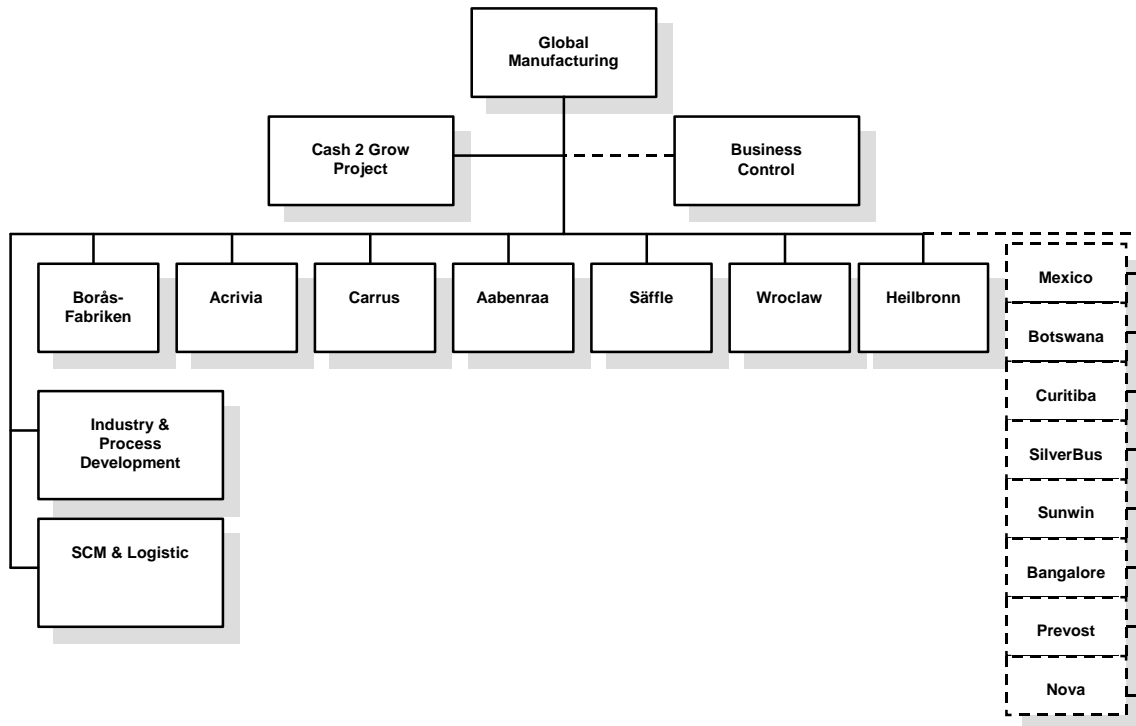 Global
Manufacturing
Cash 2 Grow
Project
Business
Control
Borås-
Fabriken
Acrivia
Carrus
Aabenraa
Säffle
Wroclaw
Heilbronn
Mexico
Botswana
Curitiba
SilverBus
Sunwin
Bangalore
Prevost
Nova
Industry &
Process
Development
SCM & Logistic